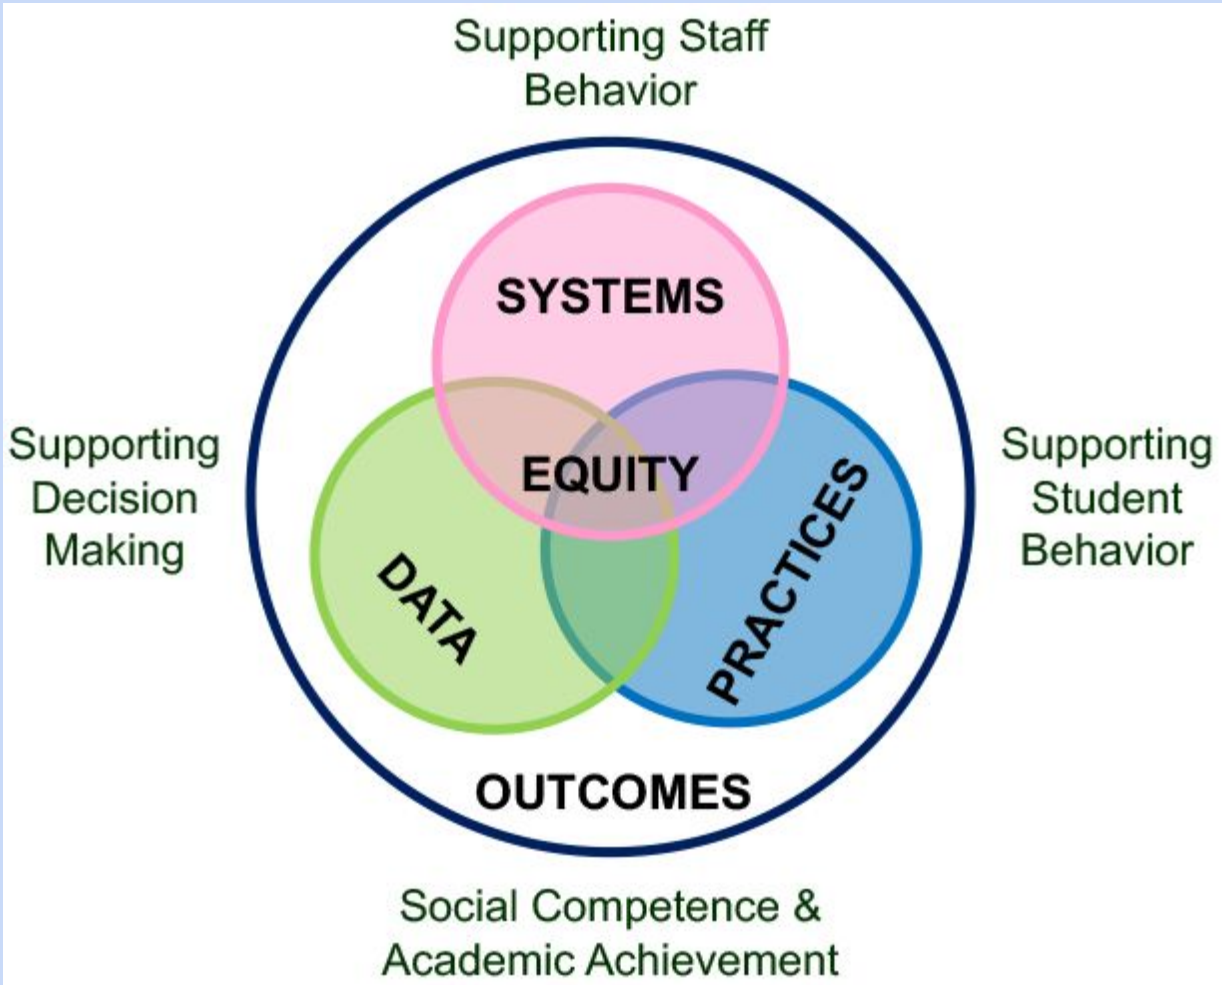 Supporting Staff
Behavior
SYSTEMS
Supporting
Decision
Making
EQUITY
Supporting
Student
Behavior
DATA
PRACTICES
OUTCOMES
Social Competence &
Academic Achievement